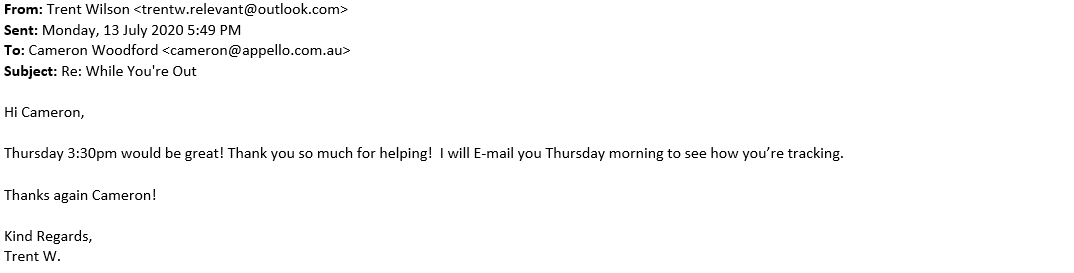 From: Trent Wilson <trentw.relevant@outlook.com>
Sent: Monday, 13 July 2020 5:49 PM
To: Cameron Woodford <cameron@appello.com.au>
Subject: Re: While You're Out
Hi Cameron,
Thursday 3:30pm would be great! Thank you so much for helping!  I will E-mail you Thursday morning to see how you’re tracking.
Thanks again Cameron!
Kind Regards,
Trent W.